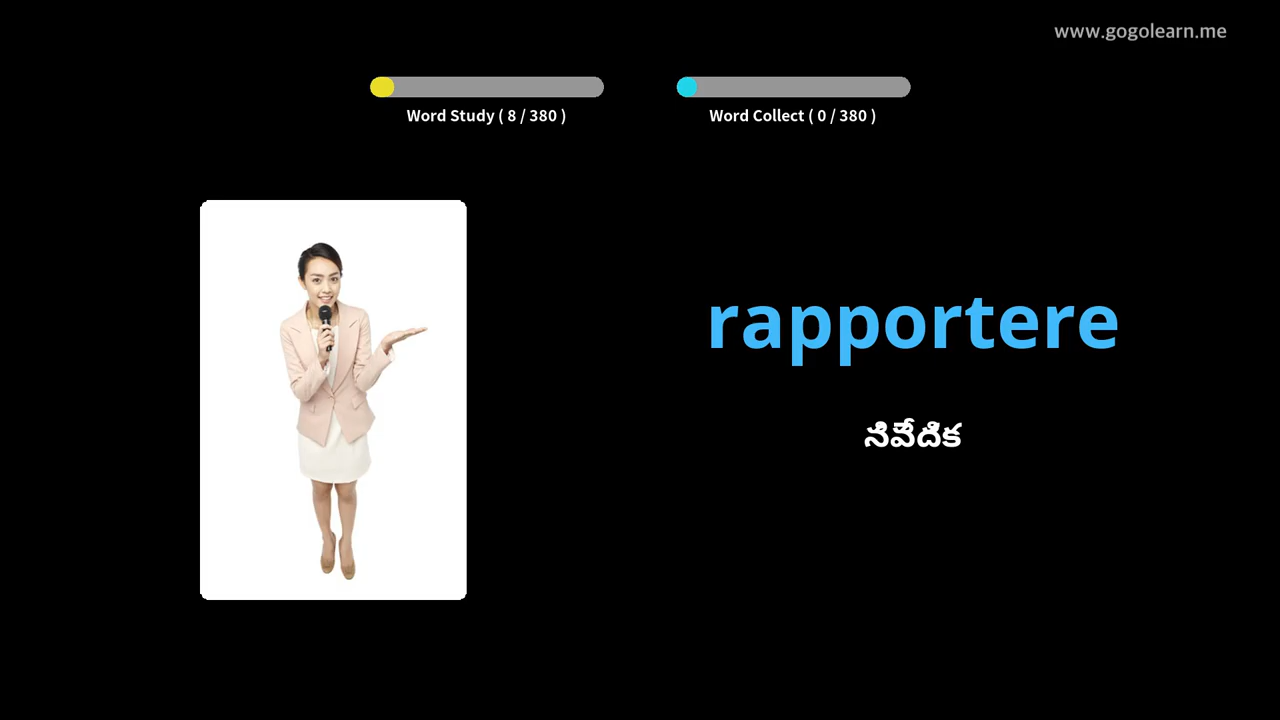 www.gogolearn.me
Word Study ( 8 / 380 )
Word Collect ( 0 / 380 )
rapportere
నివేదిక